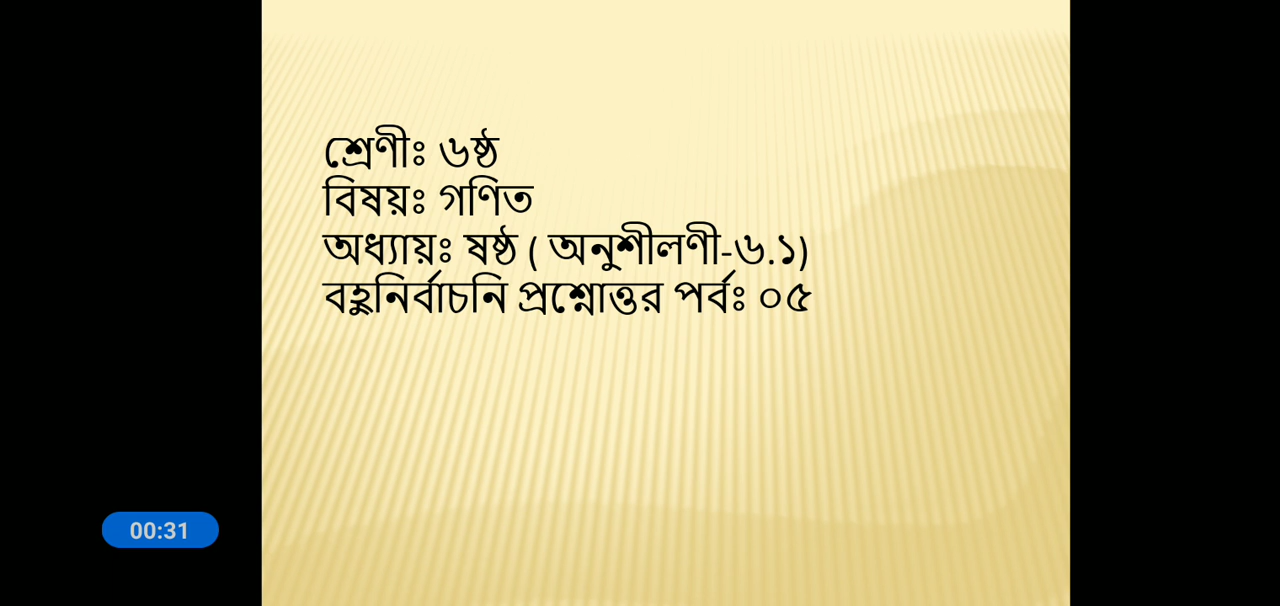 শ্রেণীঃ ৬ষ্ঠ
বিষয়ঃ গণিত
অধ্যায়ঃ ষষ্ঠ ( অনুশীলণী-৬.১)
বহুনির্বাচনি প্রশ্নোত্তর পর্বঃ ০৫
00:31